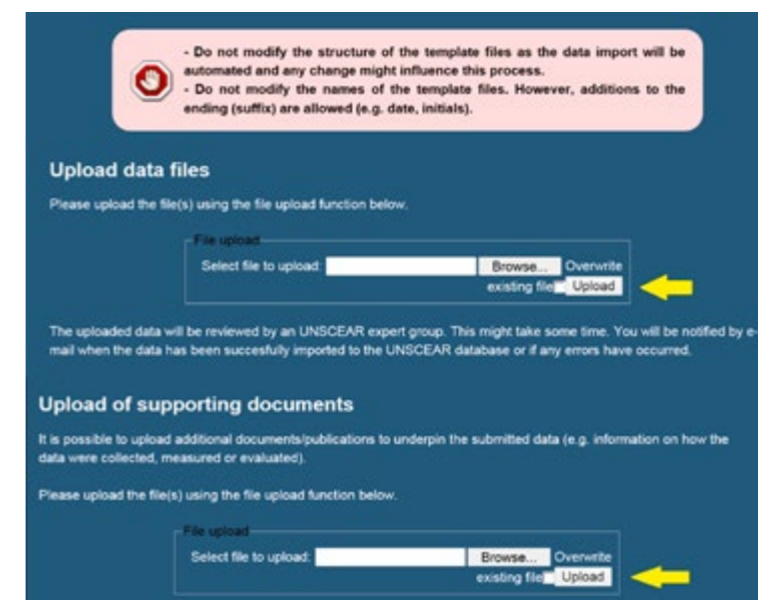 - Do not modify the structure of the template files as the data import will be
automated and any change might influence this process.
- Do not modify the names of the template files. However, additions to the
ending (suffix) are allowed (e.g. date, initials).
Upload data files
Please upload the file(s) using the file upload function below.
File upload
Select file to upload: Browse... Overwrite
existing file Upload
The uploaded data will be reviewed by an UNSCEAR expert group. This might take some time. You will be notified by e-
mail when the data has been succesfully imported to the UNSCEAR database or if any errors have occurred.
Upload of supporting documents
It is possible to upload additional documents/publications to underpin the submitted data (e.g. information on how the
data were collected, measured or evaluated).
Please upload the file(s) using the file upload function below.
File upload
Select file to upload: Browse... Overwrite
existing file Upload